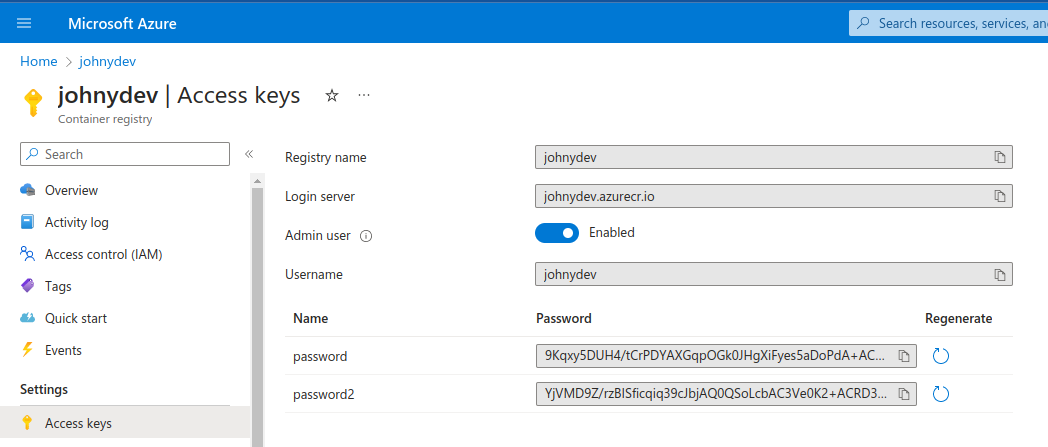 Microsoft Azure
Search resources, services, an
Home > johnydev
johnydev | Access keys
Container registry
Search
Overview
Activity log
Access control (IAM)
Tags
Quick start
Events
Settings
Access keys
Registry name johnydev
Login server johnydev.azurecr.io
Admin user Enabled
Username johnydev
Name Password Regenerate
password 9Kqxy5DUH4/tCrPDYAXGqpOGk0JHgXiFyes5aDoPdA+AC...
password2 YjVMD9Z/rzBISficqiq39cJbjAQ0QSoLcbAC3Ve0K2+ACRD3...